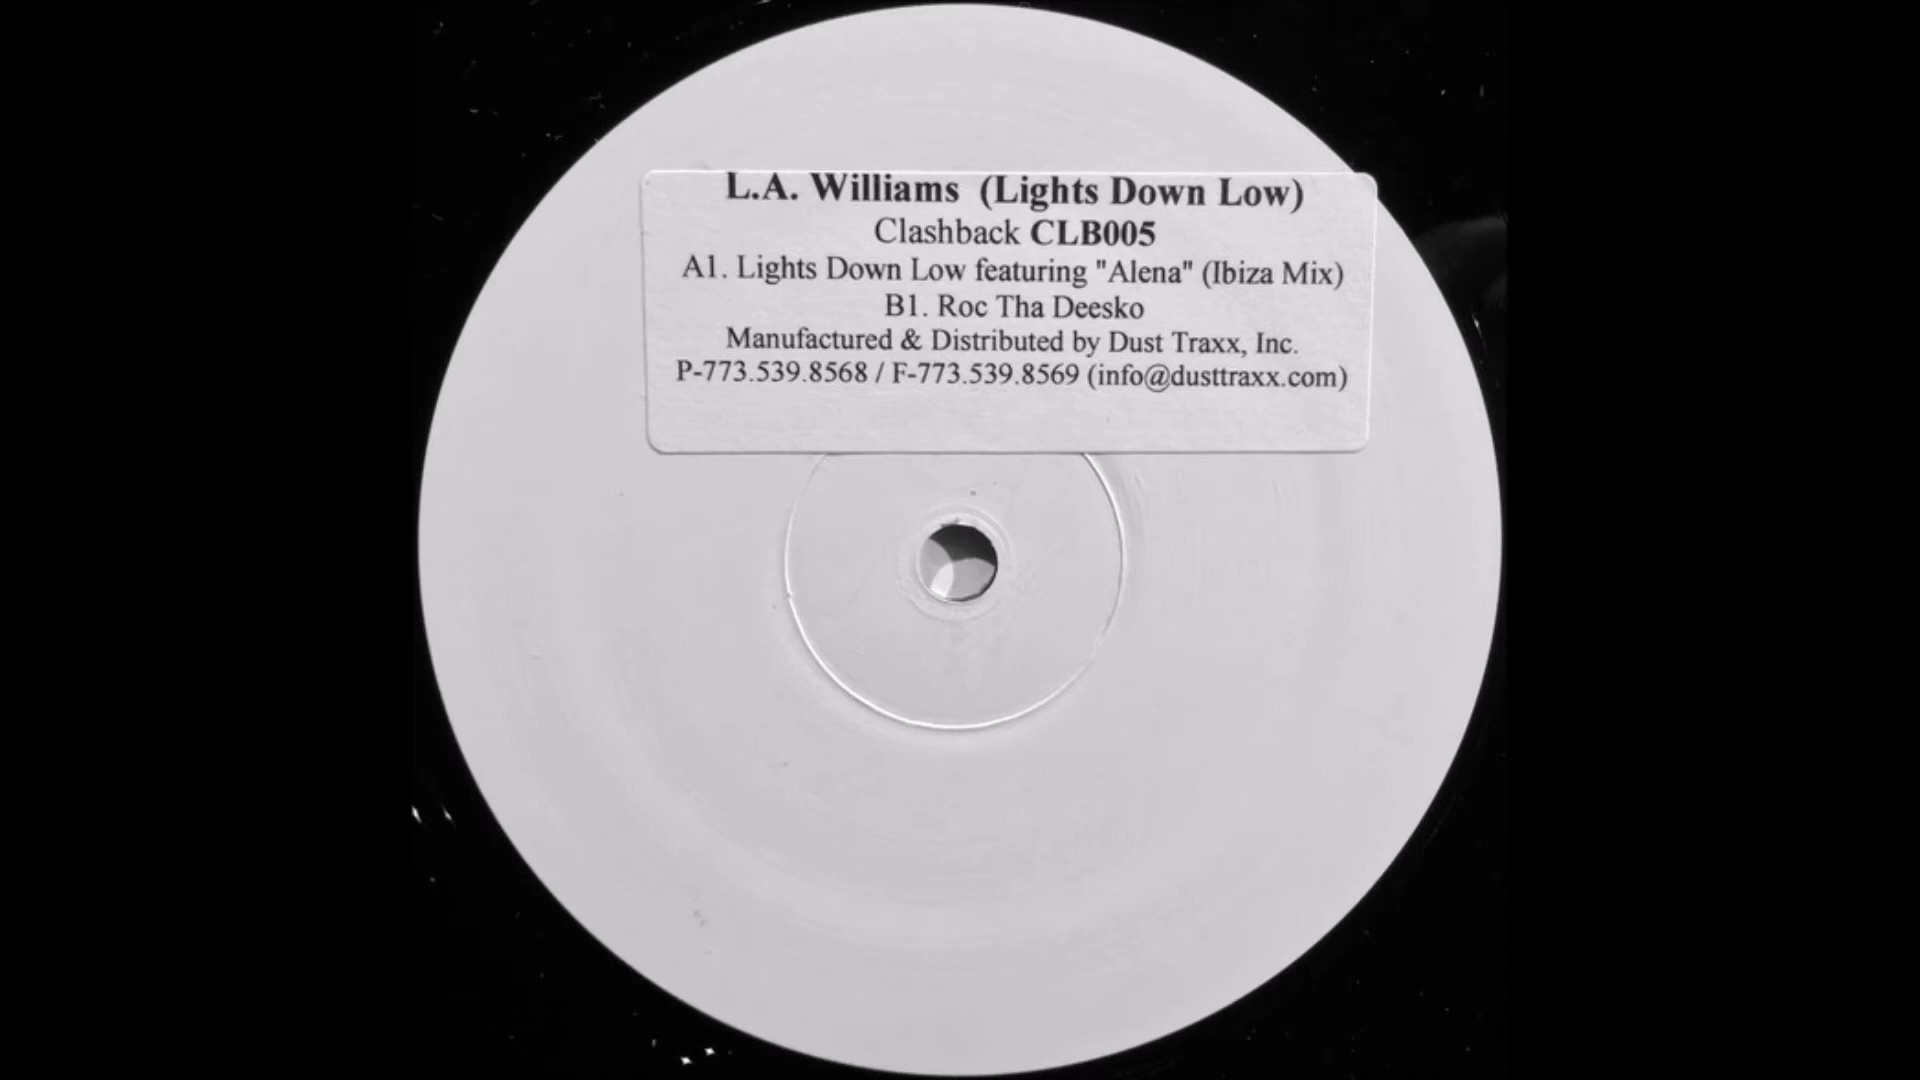 L.A. Williams (Lights Down Low)
Clashback CLB005
A1. Lights Down Low featuring "Alena" (Ibiza Mix)
B1. Roc Tha Deesko
Manufactured & Distributed by Dust Traxx, Inc.
P-773.539.8568 / F-773.539.8569 (info@dusttraxx.com)